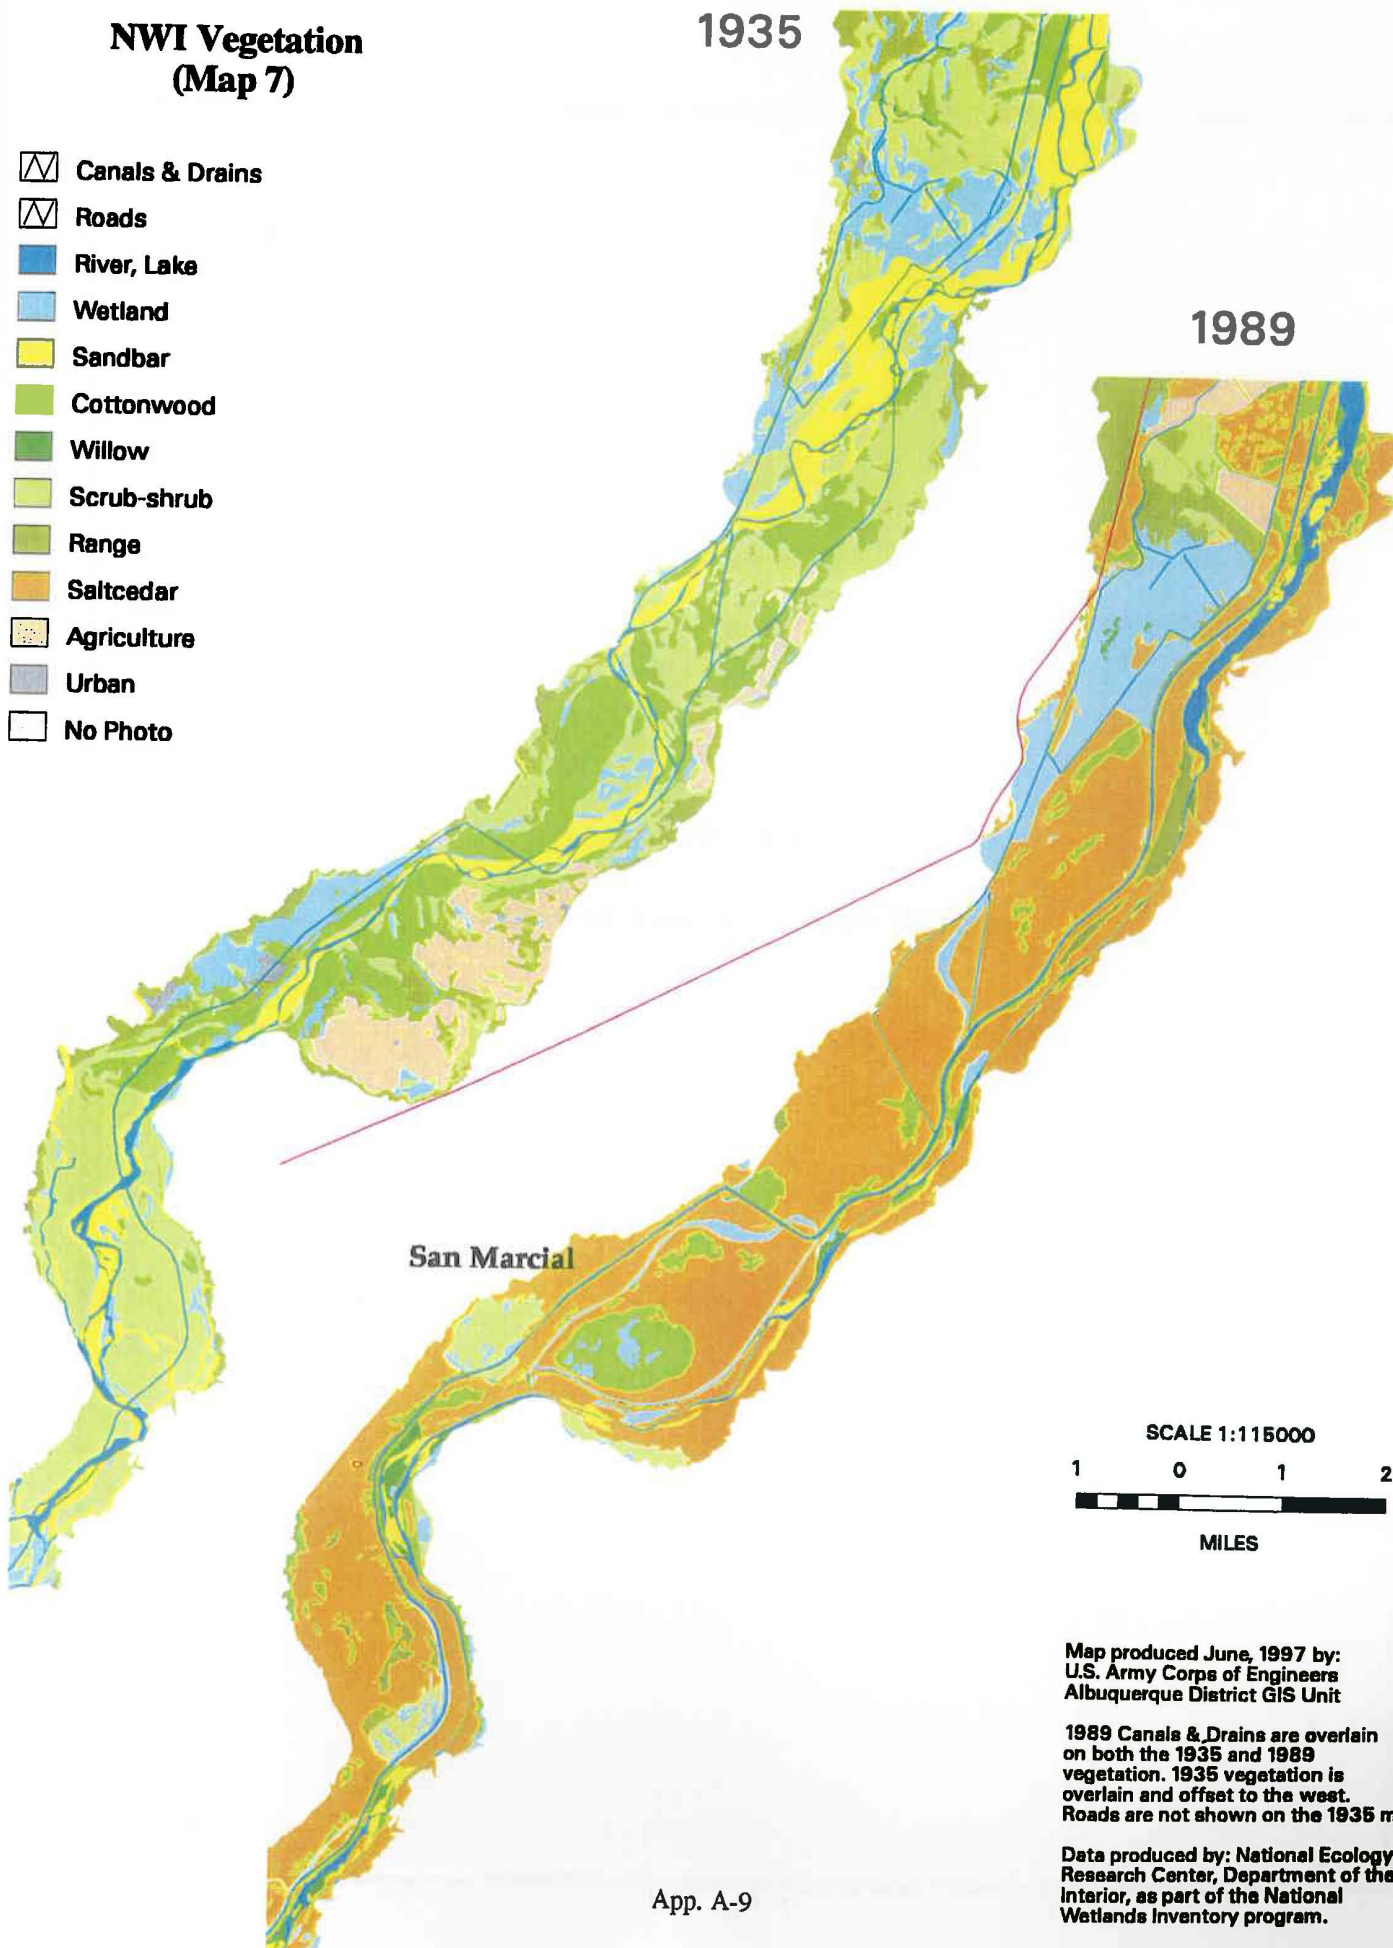 NWI Vegetation
(Map 7)
1935
Canals & Drains
Roads
River, Lake
Wetland
Sandbar
Cottonwood
Willow
Scrub-shrub
Range
Saltcedar
Agriculture
Urban
No Photo
1989
San Marcial
SCALE 1:115000
1 0 1 2
MILES
Map produced June, 1997 by:
U.S. Army Corps of Engineers
Albuquerque District GIS Unit
1989 Canals & Drains are overlain
on both the 1935 and 1989
vegetation. 1935 vegetation is
overlain and offset to the west.
Roads are not shown on the 1935 m
Data produced by: National Ecology
Research Center, Department of the
Interior, as part of the National
Wetlands Inventory program.
App. A-9